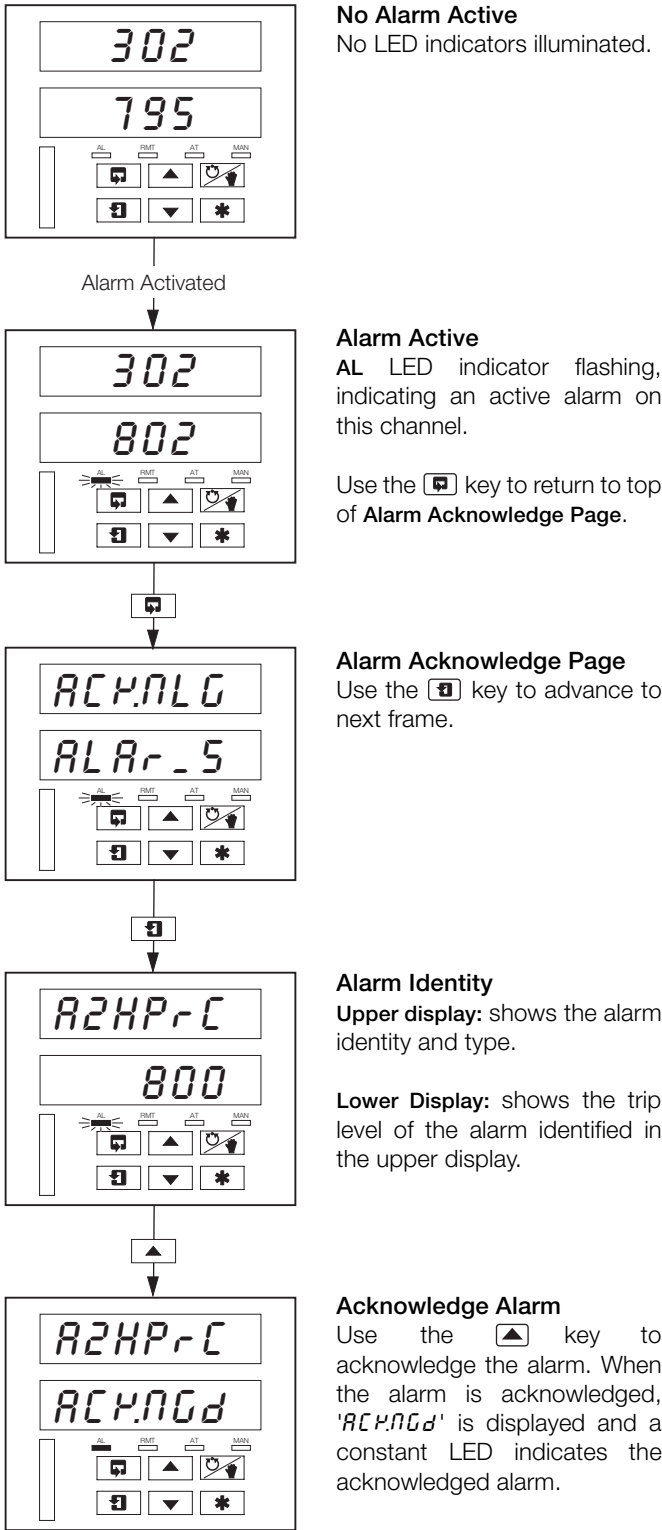 No Alarm Active
No LED indicators illuminated.
302
795
AL RMT AT MAN
Alarm Activated
Alarm Active
AL LED indicator flashing,
indicating an active alarm on
this channel.
Use the key to return to top
of Alarm Acknowledge Page.
302
802
AL RMT AT MAN
Alarm Acknowledge Page
Use the key to advance to
next frame.
ACK.NLG
ALAr_S
AL RMT AT MAN
Alarm Identity
Upper display: shows the alarm
identity and type.
Lower Display: shows the trip
level of the alarm identified in
the upper display.
A2HPrC
800
AL RMT AT MAN
Acknowledge Alarm
Use the key to
acknowledge the alarm. When
the alarm is acknowledged,
'ACK.NGd' is displayed and a
constant LED indicates the
acknowledged alarm.
A2HPrC
ACK.NGd
AL RMT AT MAN